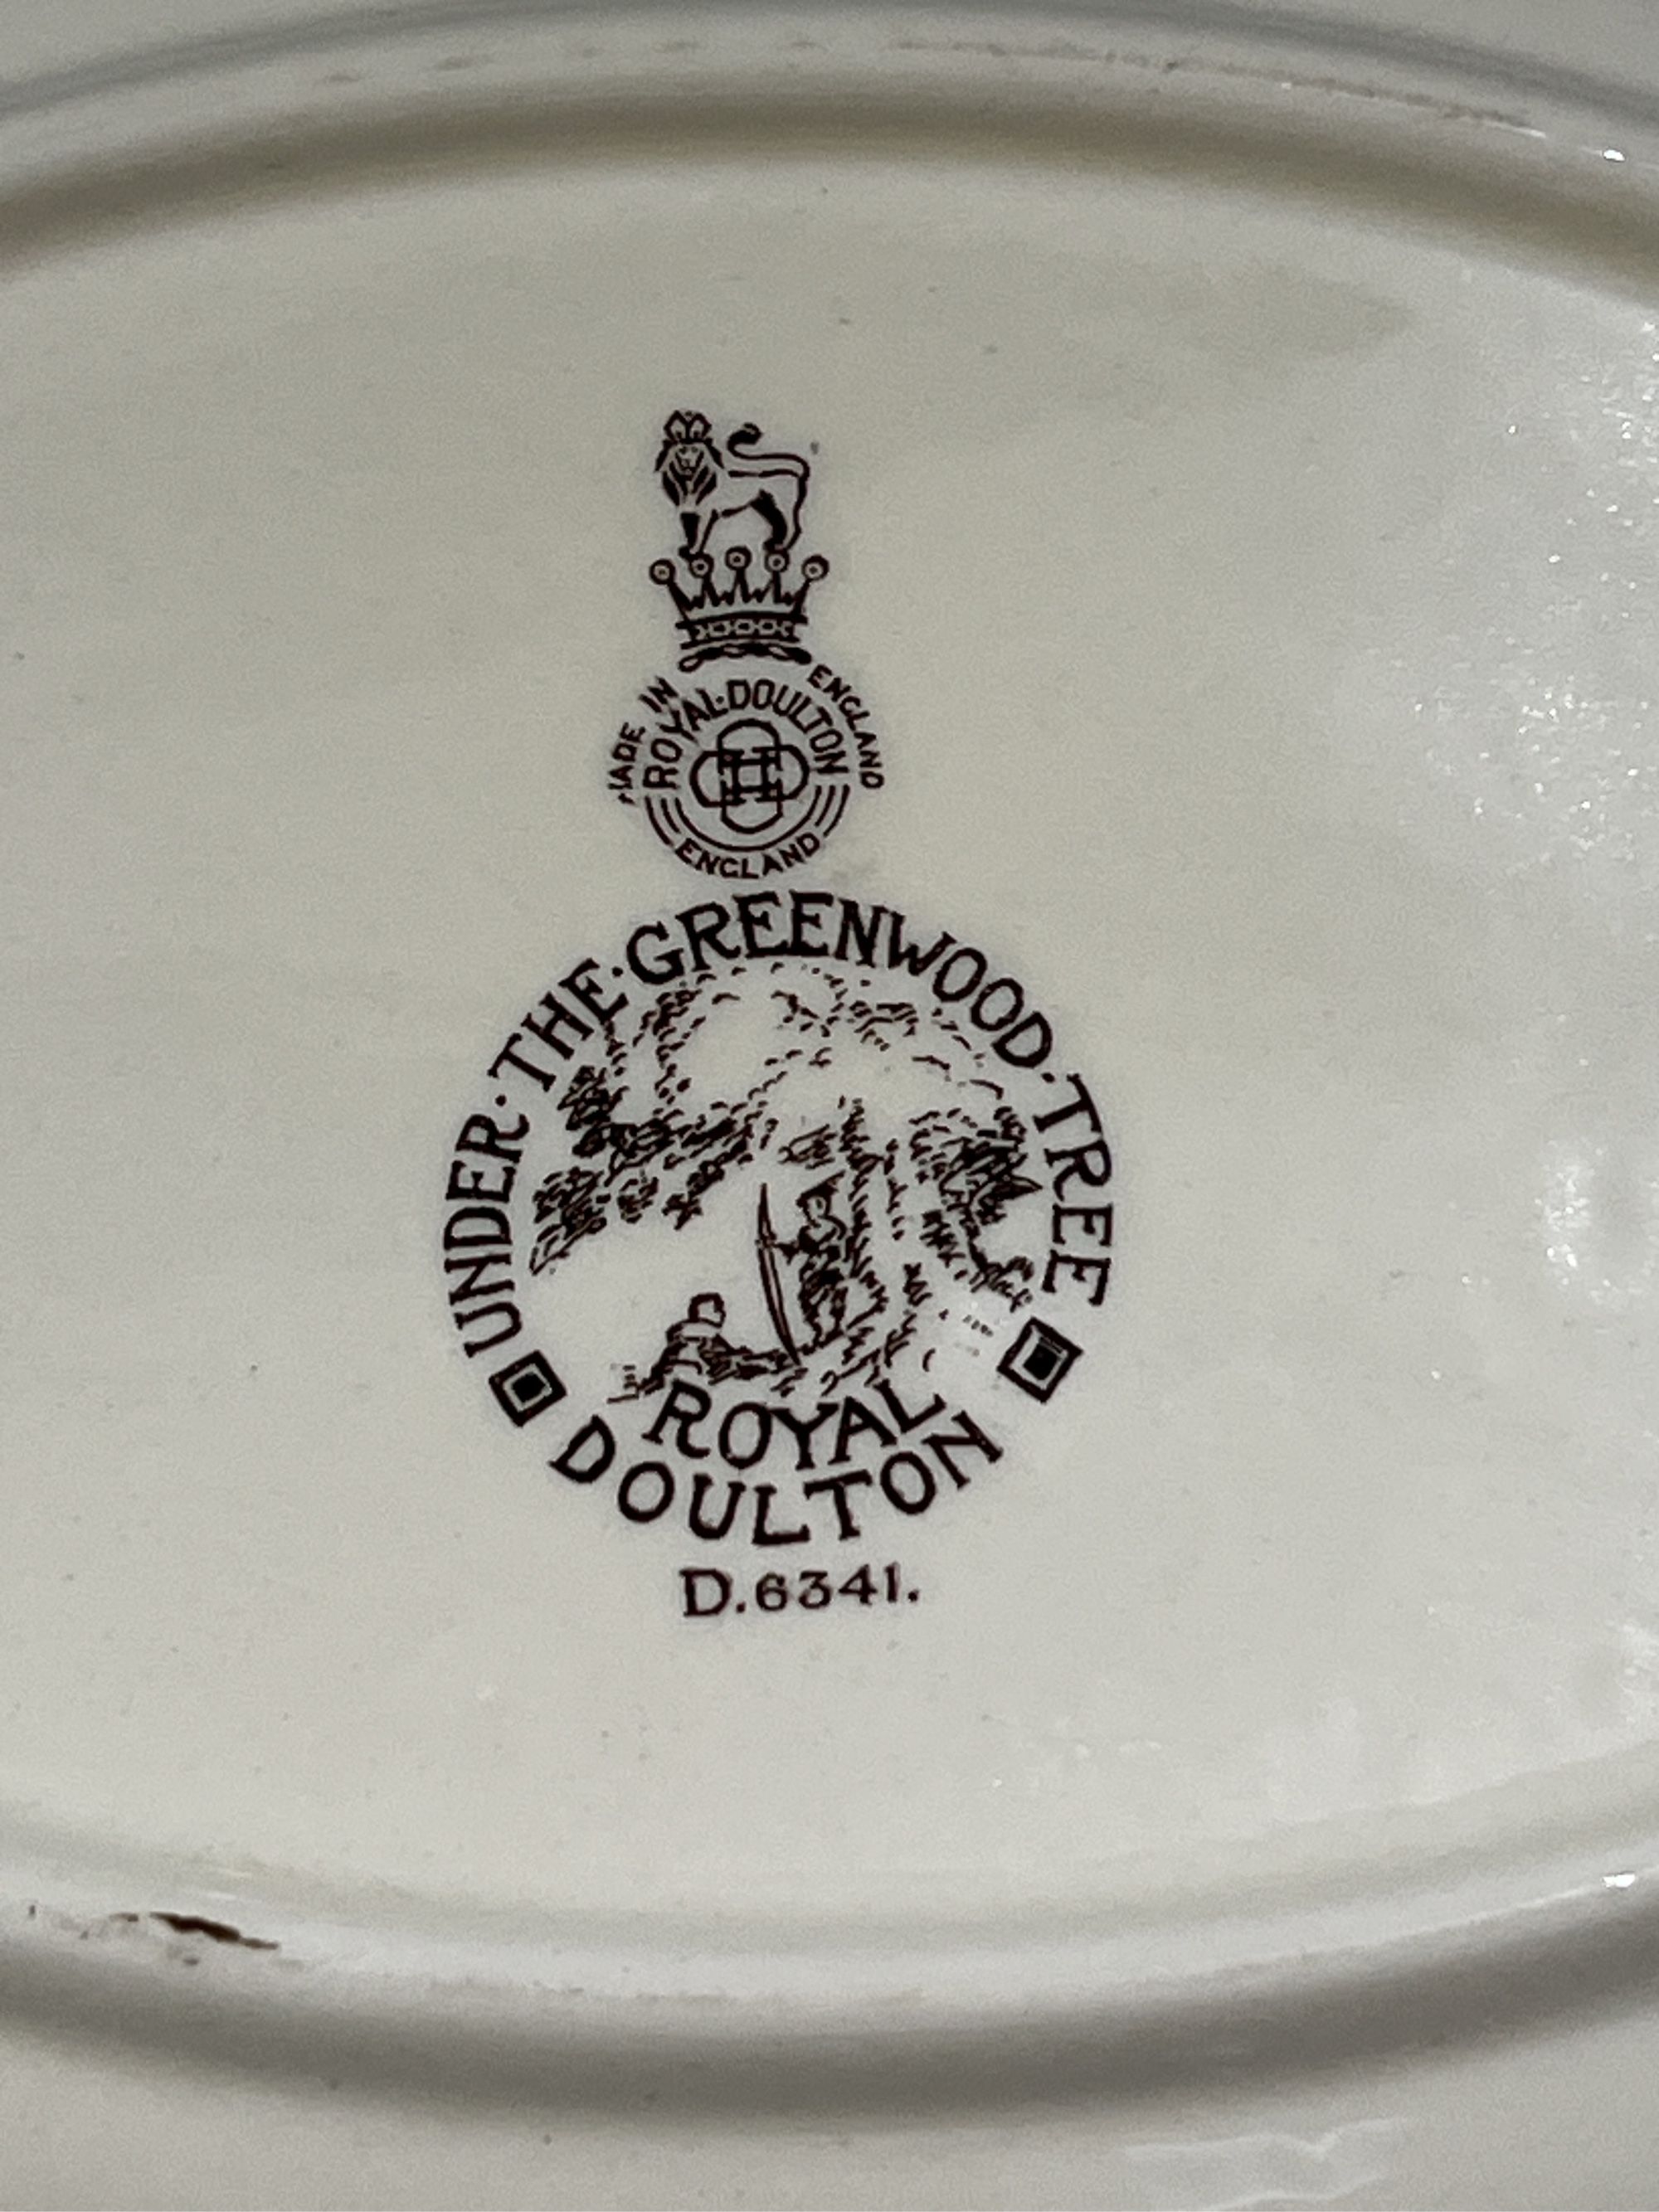 MADE IN ENGLAND
ROYAL·DOULTON
ENGLAND
UNDER·THE·GREENWOOD·TREE
ROYAL
DOULTON
D.6341.